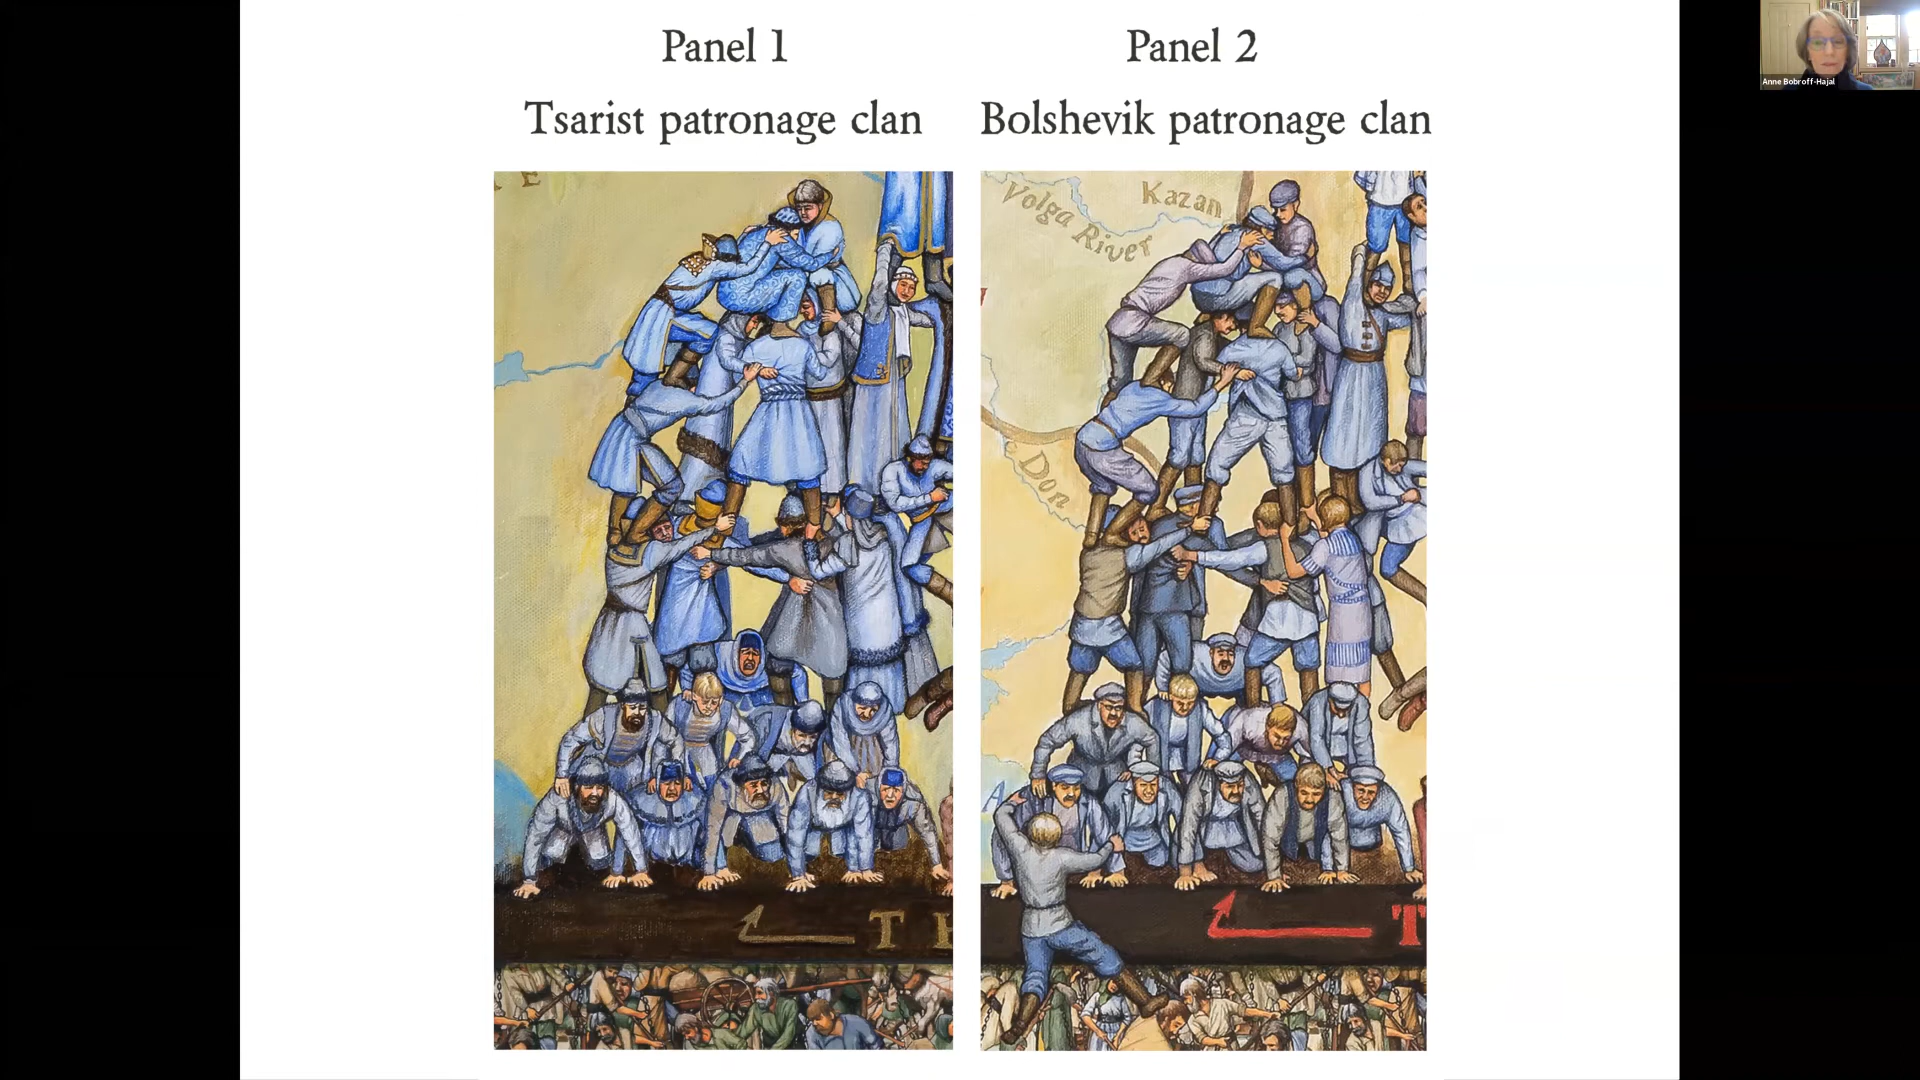 Panel 1
Tsarist patronage clan
Panel 2
Bolshevik patronage clan
Anne Bobroff-Hajal
T E
Volga River
Kazan
Don
A
T H
T